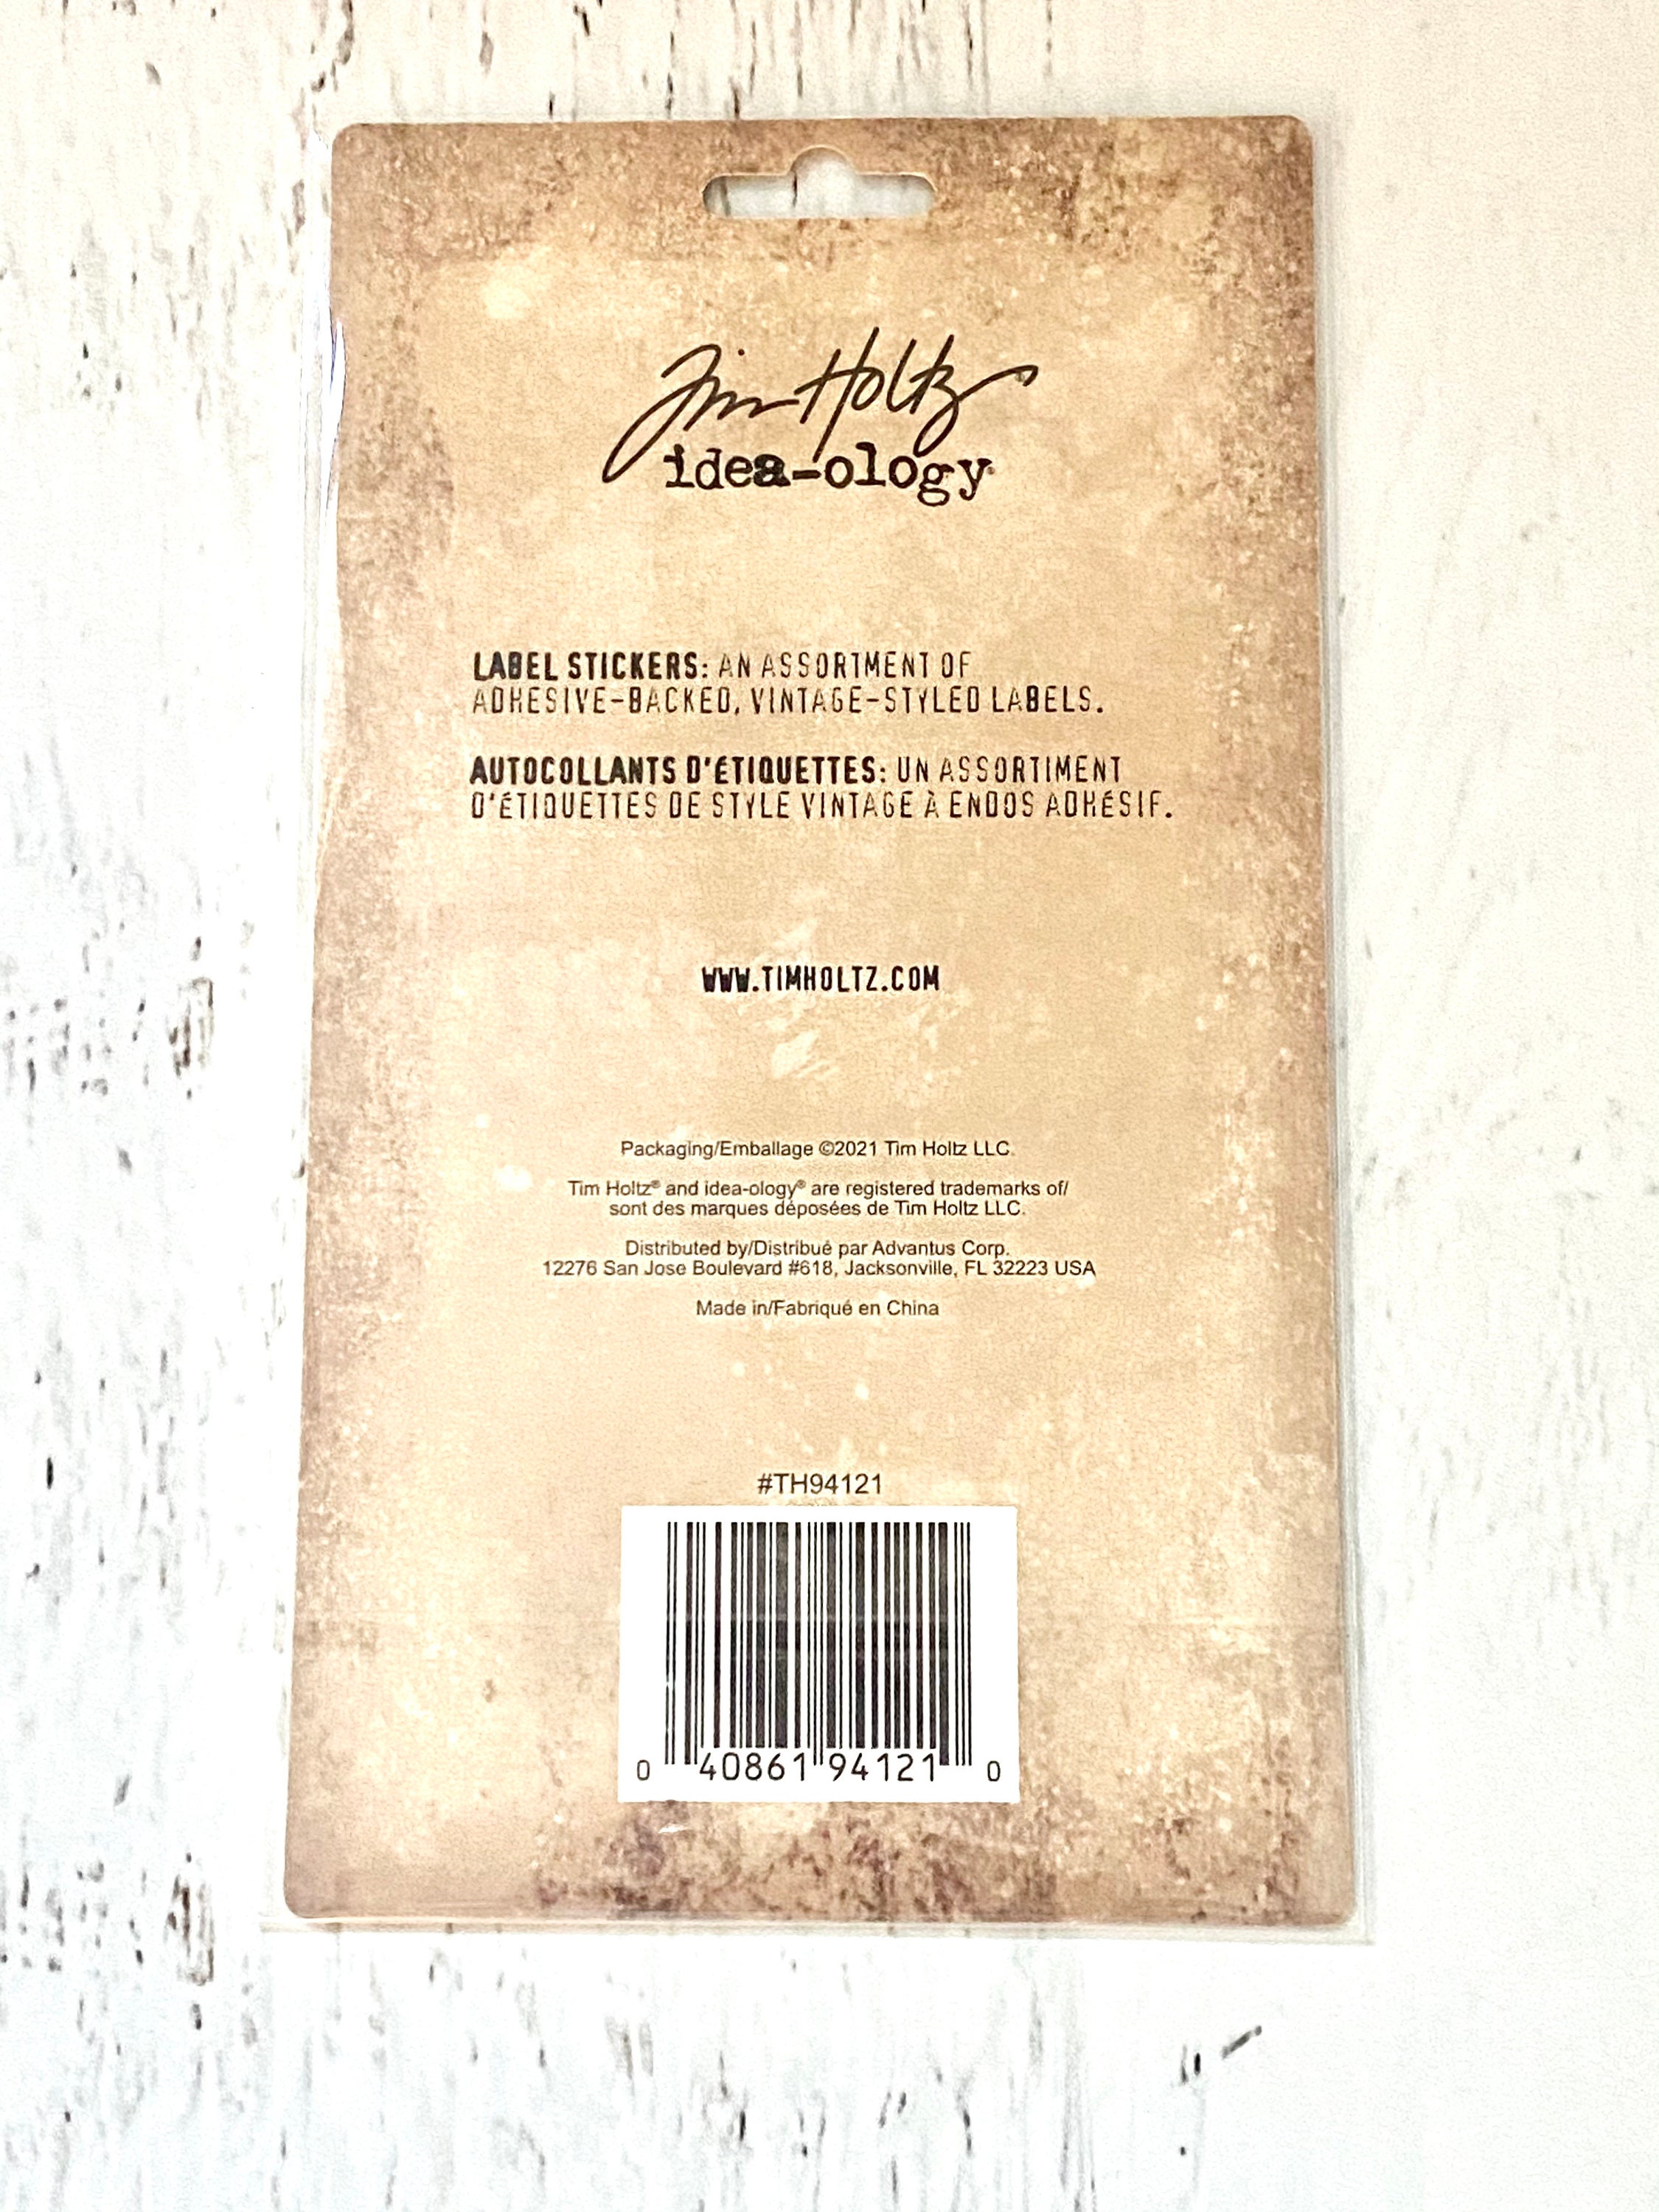 Tim Holtz
idea-ology
LABEL STICKERS: AN ASSORTMENT OF
ADHESIVE-BACKED, VINTAGE-STYLED LABELS.
AUTOCOLLANTS D'ÉTIQUETTES: UN ASSORTIMENT
D'ÉTIQUETTES DE STYLE VINTAGE À ENDOS ADHÉSIF.
WWW.TIMHOLTZ.COM
Packaging/Emballage ©2021 Tim Holtz LLC.
Tim Holtz® and idea-ology® are registered trademarks of/
sont des marques déposées de Tim Holtz LLC.
Distributed by/Distribué par Advantus Corp.
12276 San Jose Boulevard #618, Jacksonville, FL 32223 USA
Made in/Fabriqué en China
#TH94121
0 40861 94121 0